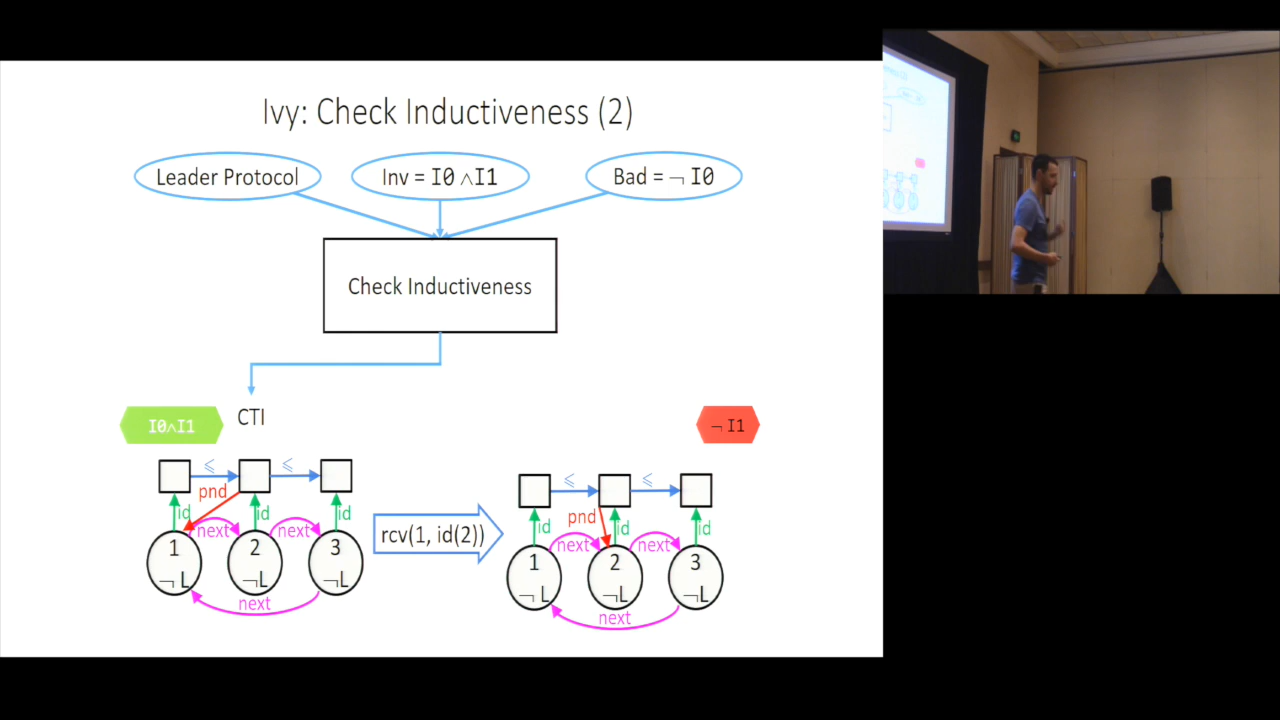 Ivy: Check Inductiveness (2)
Leader Protocol
Inv = I0 ∧ I1
Bad = ¬ I0
Check Inductiveness
CTI
I0∧I1
¬ I1
≤ ≤
pnd
id id id
next next
1 2 3
¬ L ¬L ¬L
next
rcv(1, id(2))
≤ ≤
pnd
id id id
next next
1 2 3
¬ L ¬ L ¬L
next